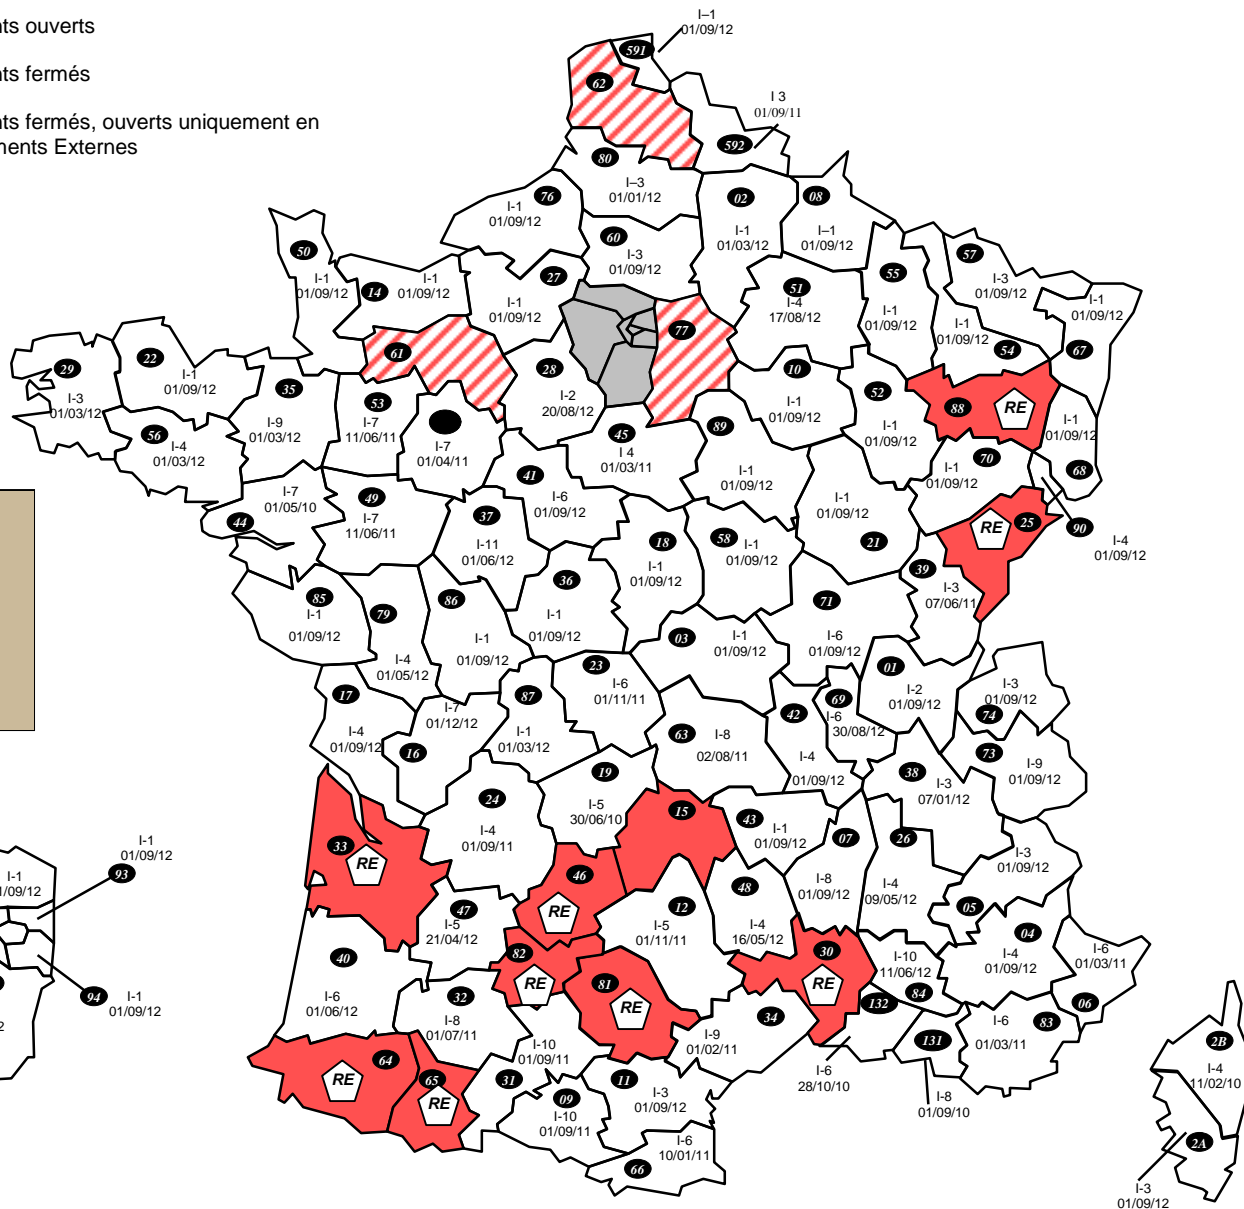 nts ouverts
nts fermés
nts fermés, ouverts uniquement en
ments Externes
I–1
01/09/12
591
62
I 3
01/09/11
592
80
I–3
01/01/12
76
I-1
01/09/12
02
I-1
01/03/12
08
I–1
01/09/12
60
I-3
01/09/12
50
I-1
01/09/12
14
I-1
01/09/12
27
I-1
01/09/12
51
I-4
17/08/12
55
I-1
01/09/12
57
I-3
01/09/12
I-1
01/09/12
67
I-1
01/09/12
54
77
61
29
I-3
01/03/12
22
I-1
01/09/12
35
I-9
01/03/12
53
I-7
11/06/11
I-7
01/04/11
28
I-2
20/08/12
10
I-1
01/09/12
52
I-1
01/09/12
88
RE
I-1
01/09/12
68
56
I-4
01/03/12
45
I 4
01/03/11
89
I-1
01/09/12
70
I-1
01/09/12
90
I-4
01/09/12
I-7
01/05/10
44
49
I-7
11/06/11
41
I-6
01/09/12
37
I-11
01/06/12
18
I-1
01/09/12
58
I-1
01/09/12
I-1
01/09/12
21
RE
25
39
I-3
07/06/11
85
I-1
01/09/12
79
I-4
01/05/12
86
I-1
01/09/12
36
I-1
01/09/12
03
I-1
01/09/12
71
I-6
01/09/12
17
I-4
01/09/12
I-7
01/12/12
16
87
I-1
01/03/12
23
I-6
01/11/11
63
I-8
02/08/11
42
I-4
01/09/12
69
I-6
30/08/12
01
I-2
01/09/12
I-3
01/09/12
74
73
I-9
01/09/12
38
I-3
07/01/12
24
I-4
01/09/11
19
I-5
30/06/10
15
43
I-1
01/09/12
07
I-8
01/09/12
26
I-4
09/05/12
I-3
01/09/12
05
33
RE
46
RE
47
I-5
21/04/12
12
I-5
01/11/11
48
I-4
16/05/12
30
RE
04
I-4
01/09/12
I-6
01/03/11
06
40
I-6
01/06/12
82
RE
81
RE
I-10
11/06/12
84
132
32
I-8
01/07/11
34
I-9
01/02/11
I-6
28/10/10
131
I-8
01/09/10
I-6
83
01/03/11
64
RE
65
RE
I-10
01/09/11
31
09
I-10
01/09/11
11
I-3
01/09/12
I-6
10/01/11
66
2B
I-4
11/02/10
2A
I-3
01/09/12
I-1
01/09/12
93
I-1
/09/12
94
I-1
01/09/12
2